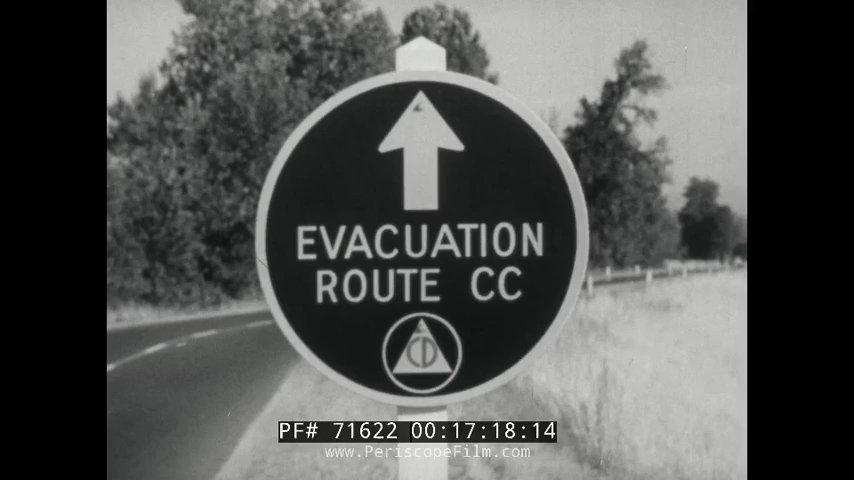 EVACUATION
ROUTE CC
CD
PF# 71622 00:17:18:14
www.PeriscopeFilm.com